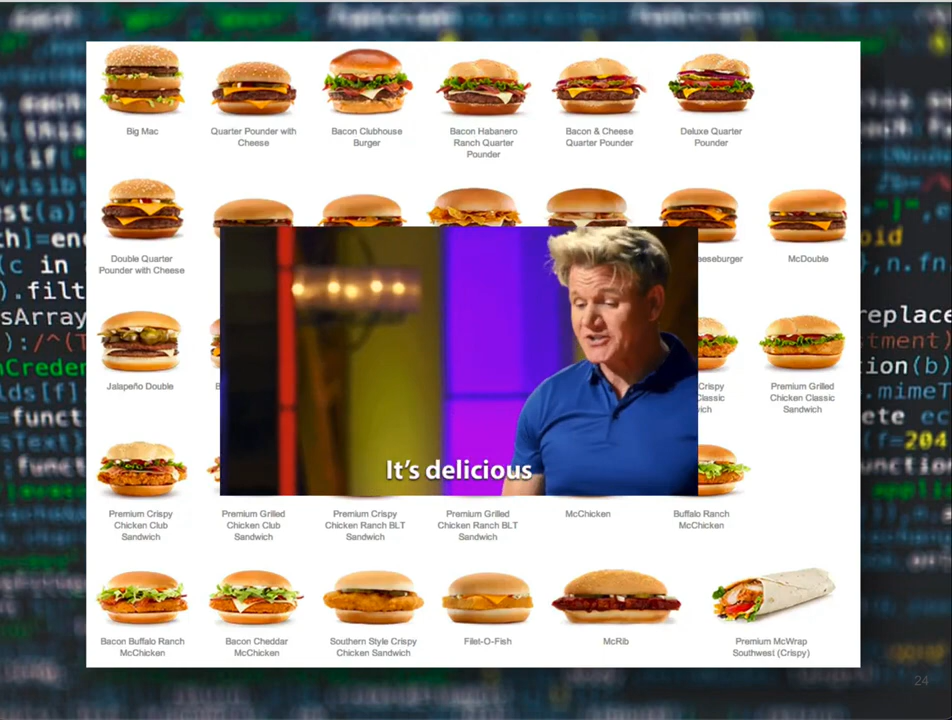 Big Mac
Quarter Pounder with
Cheese
Bacon Clubhouse
Burger
Bacon Habanero
Ranch Quarter
Pounder
Bacon & Cheese
Quarter Pounder
Deluxe Quarter
Pounder
Double Quarter
Pounder with Cheese
eeseburger
McDouble
Jalapeño Double
B
Crispy
Classic
ich
Premium Grilled
Chicken Classic
Sandwich
It's delicious
Premium Crispy
Chicken Club
Sandwich
Premium Grilled
Chicken Club
Sandwich
Premium Crispy
Chicken Ranch BLT
Sandwich
Premium Grilled
Chicken Ranch BLT
Sandwich
McChicken
Buffalo Ranch
McChicken
Bacon Buffalo Ranch
McChicken
Bacon Cheddar
McChicken
Southern Style Crispy
Chicken Sandwich
Filet-O-Fish
McRib
Premium McWrap
Southwest (Crispy)
24